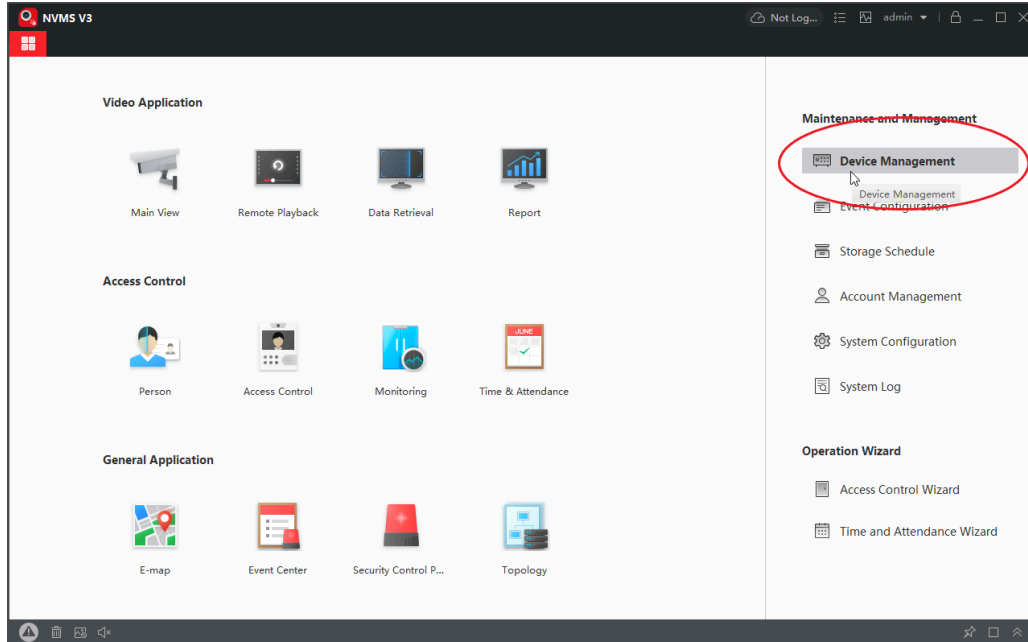 NVMS V3
Not Log...
admin
Video Application
Main View
Remote Playback
Data Retrieval
Report
Access Control
JUNE
Person
Access Control
Monitoring
Time & Attendance
General Application
E-map
Event Center
Security Control P...
Topology
Maintenance and Management
Device Management
Device Management
Event Configuration
Storage Schedule
Account Management
System Configuration
System Log
Operation Wizard
Access Control Wizard
Time and Attendance Wizard